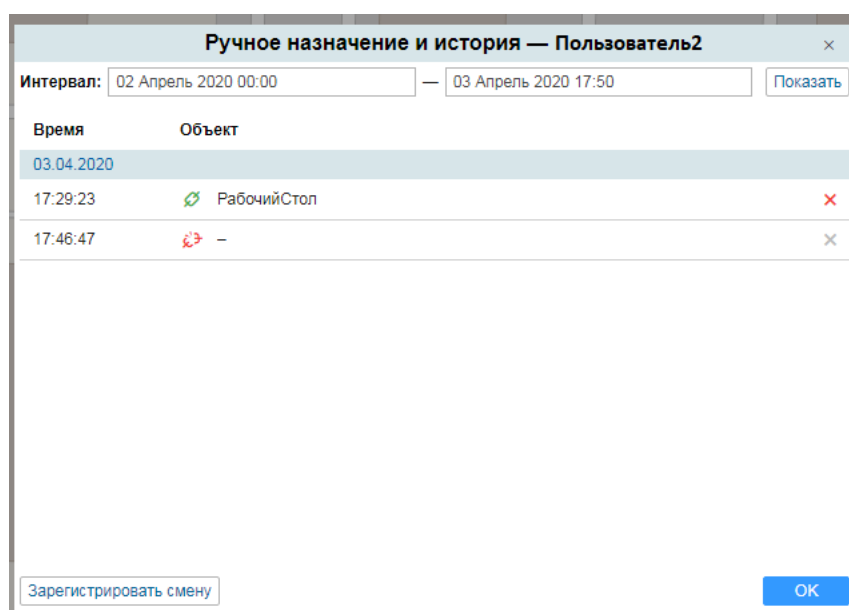 Ручное назначение и история — Пользователь2 ×
Интервал: 02 Апрель 2020 00:00 — 03 Апрель 2020 17:50 Показать
Время Объект
03.04.2020
17:29:23 РабочийСтол
17:46:47 –
Зарегистрировать смену OK